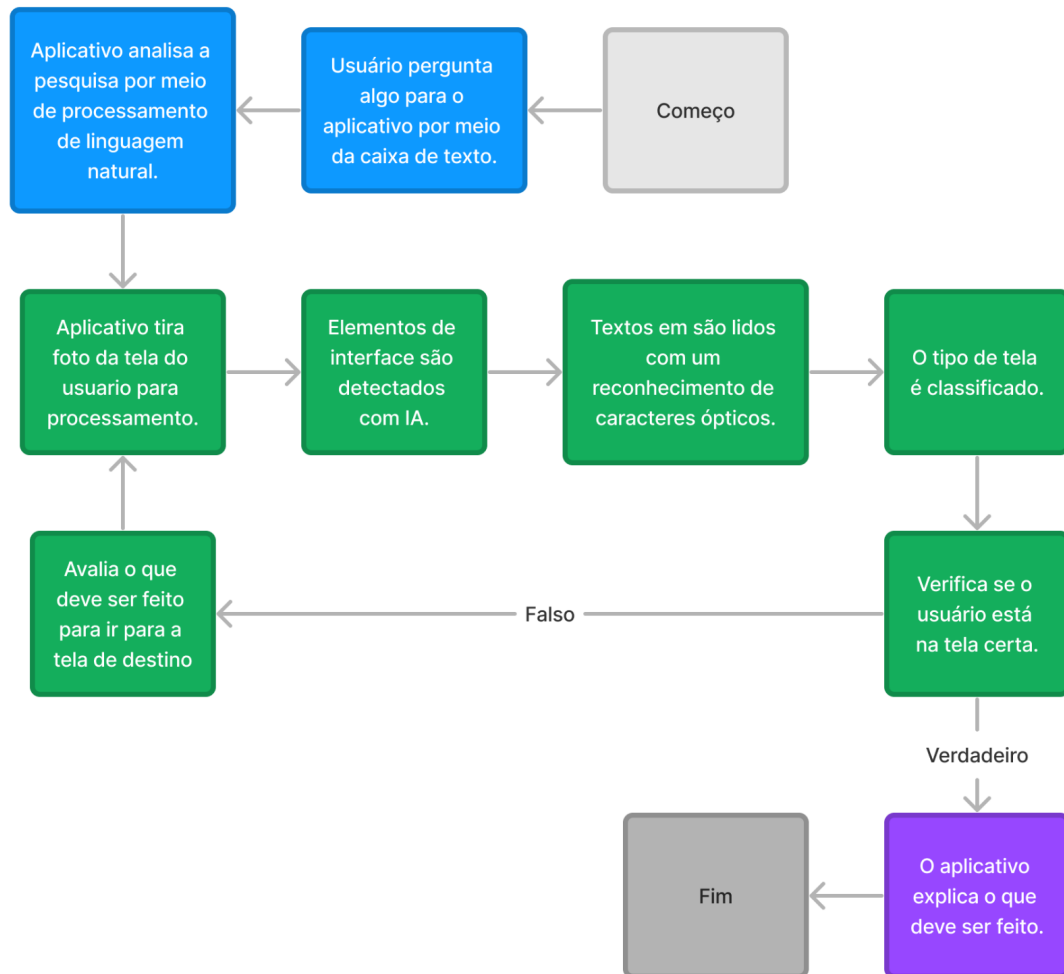 Começo
Usuário pergunta
algo para o
aplicativo por meio
da caixa de texto.
Aplicativo analisa a
pesquisa por meio
de processamento
de linguagem
natural.
Aplicativo tira
foto da tela do
usuario para
processamento.
Elementos de
interface são
detectados
com IA.
Textos em são lidos
com um
reconhecimento de
caracteres ópticos.
O tipo de tela
é classificado.
Verifica se o
usuário está
na tela certa.
Falso
Avalia o que
deve ser feito
para ir para a
tela de destino
Verdadeiro
O aplicativo
explica o que
deve ser feito.
Fim